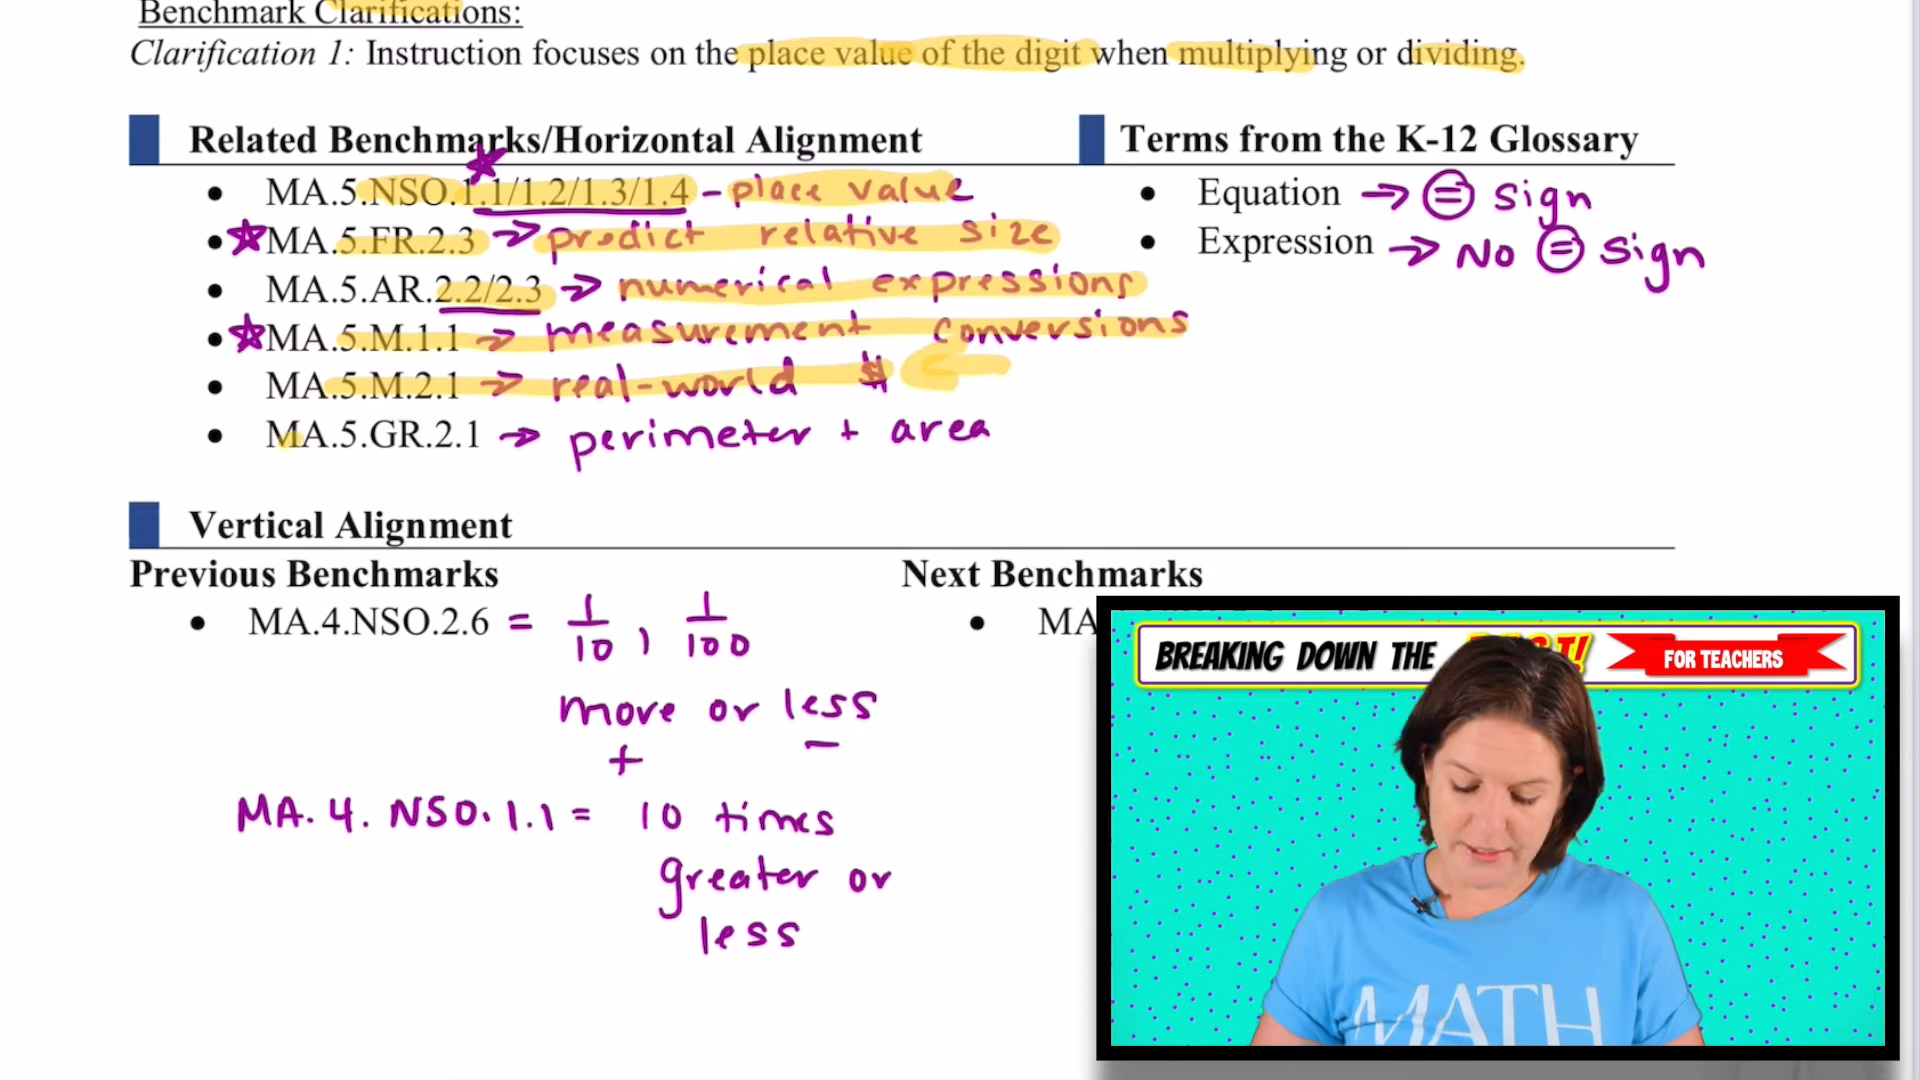 Benchmark Clarifications:
Clarification 1: Instruction focuses on the place value of the digit when multiplying or dividing.
Related Benchmarks/Horizontal Alignment
• MA.5.NSO.1.1/1.2/1.3/1.4 - place value
• MA.5.FR.2.3 → predict relative size
• MA.5.AR.2.2/2.3 → numerical expressions
• MA.5.M.1.1 → measurement conversions
• MA.5.M.2.1 → real-world $
• MA.5.GR.2.1 → perimeter + area
Terms from the K-12 Glossary
• Equation → = sign
• Expression → No = sign
Vertical Alignment
Previous Benchmarks
• MA.4.NSO.2.6 = 1/10, 1/100
more or less
+ −
MA.4.NSO.1.1 = 10 times
greater or
less
Next Benchmarks
• MA
BREAKING DOWN THE
FOR TEACHERS
MATH